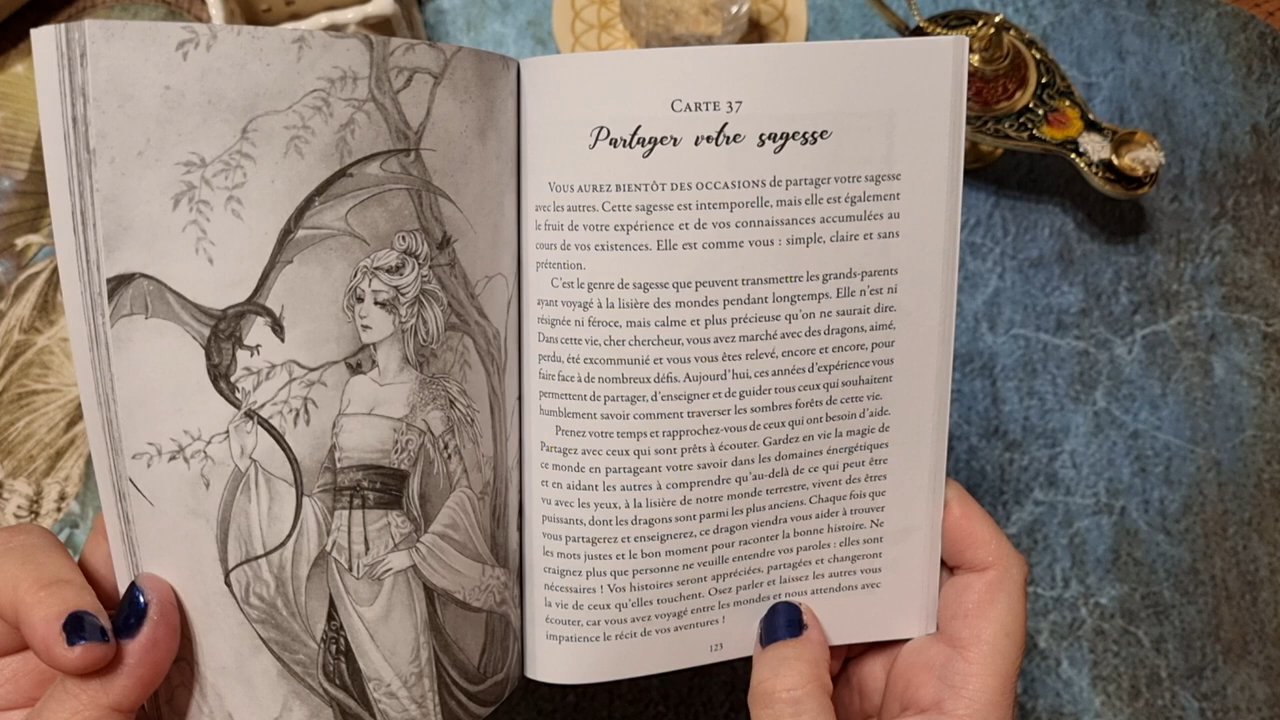 Carte 37
Partager votre sagesse
Vous aurez bientôt des occasions de partager votre sagesse
avec les autres. Cette sagesse est intemporelle, mais elle est également
le fruit de votre expérience et de vos connaissances accumulées au
cours de vos existences. Elle est comme vous : simple, claire et sans
prétention.
C'est le genre de sagesse que peuvent transmettre les grands-parents
ayant voyagé à la lisière des mondes pendant longtemps. Elle n'est ni
résignée ni féroce, mais calme et plus précieuse qu'on ne saurait dire.
Dans cette vie, cher chercheur, vous avez marché avec des dragons, aimé,
perdu, été excommunié et vous vous êtes relevé, encore et encore, pour
faire face à de nombreux défis. Aujourd'hui, ces années d'expérience vous
permettent de partager, d'enseigner et de guider tous ceux qui souhaitent
humblement savoir comment traverser les sombres forêts de cette vie.
Prenez votre temps et rapprochez-vous de ceux qui ont besoin d'aide.
Partagez avec ceux qui sont prêts à écouter. Gardez en vie la magie de
ce monde en partageant votre savoir dans les domaines énergétiques
et en aidant les autres à comprendre qu'au-delà de ce qui peut être
vu avec les yeux, à la lisière de notre monde terrestre, vivent des êtres
puissants, dont les dragons sont parmi les plus anciens. Chaque fois que
vous partagerez et enseignerez, ce dragon viendra vous aider à trouver
les mots justes et le bon moment pour raconter la bonne histoire. Ne
craignez plus que personne ne veuille entendre vos paroles : elles sont
nécessaires ! Vos histoires seront appréciées, partagées et changeront
la vie de ceux qu'elles touchent. Osez parler et laissez les autres vous
écouter, car vous avez voyagé entre les mondes et nous attendons avec
impatience le récit de vos aventures !
123